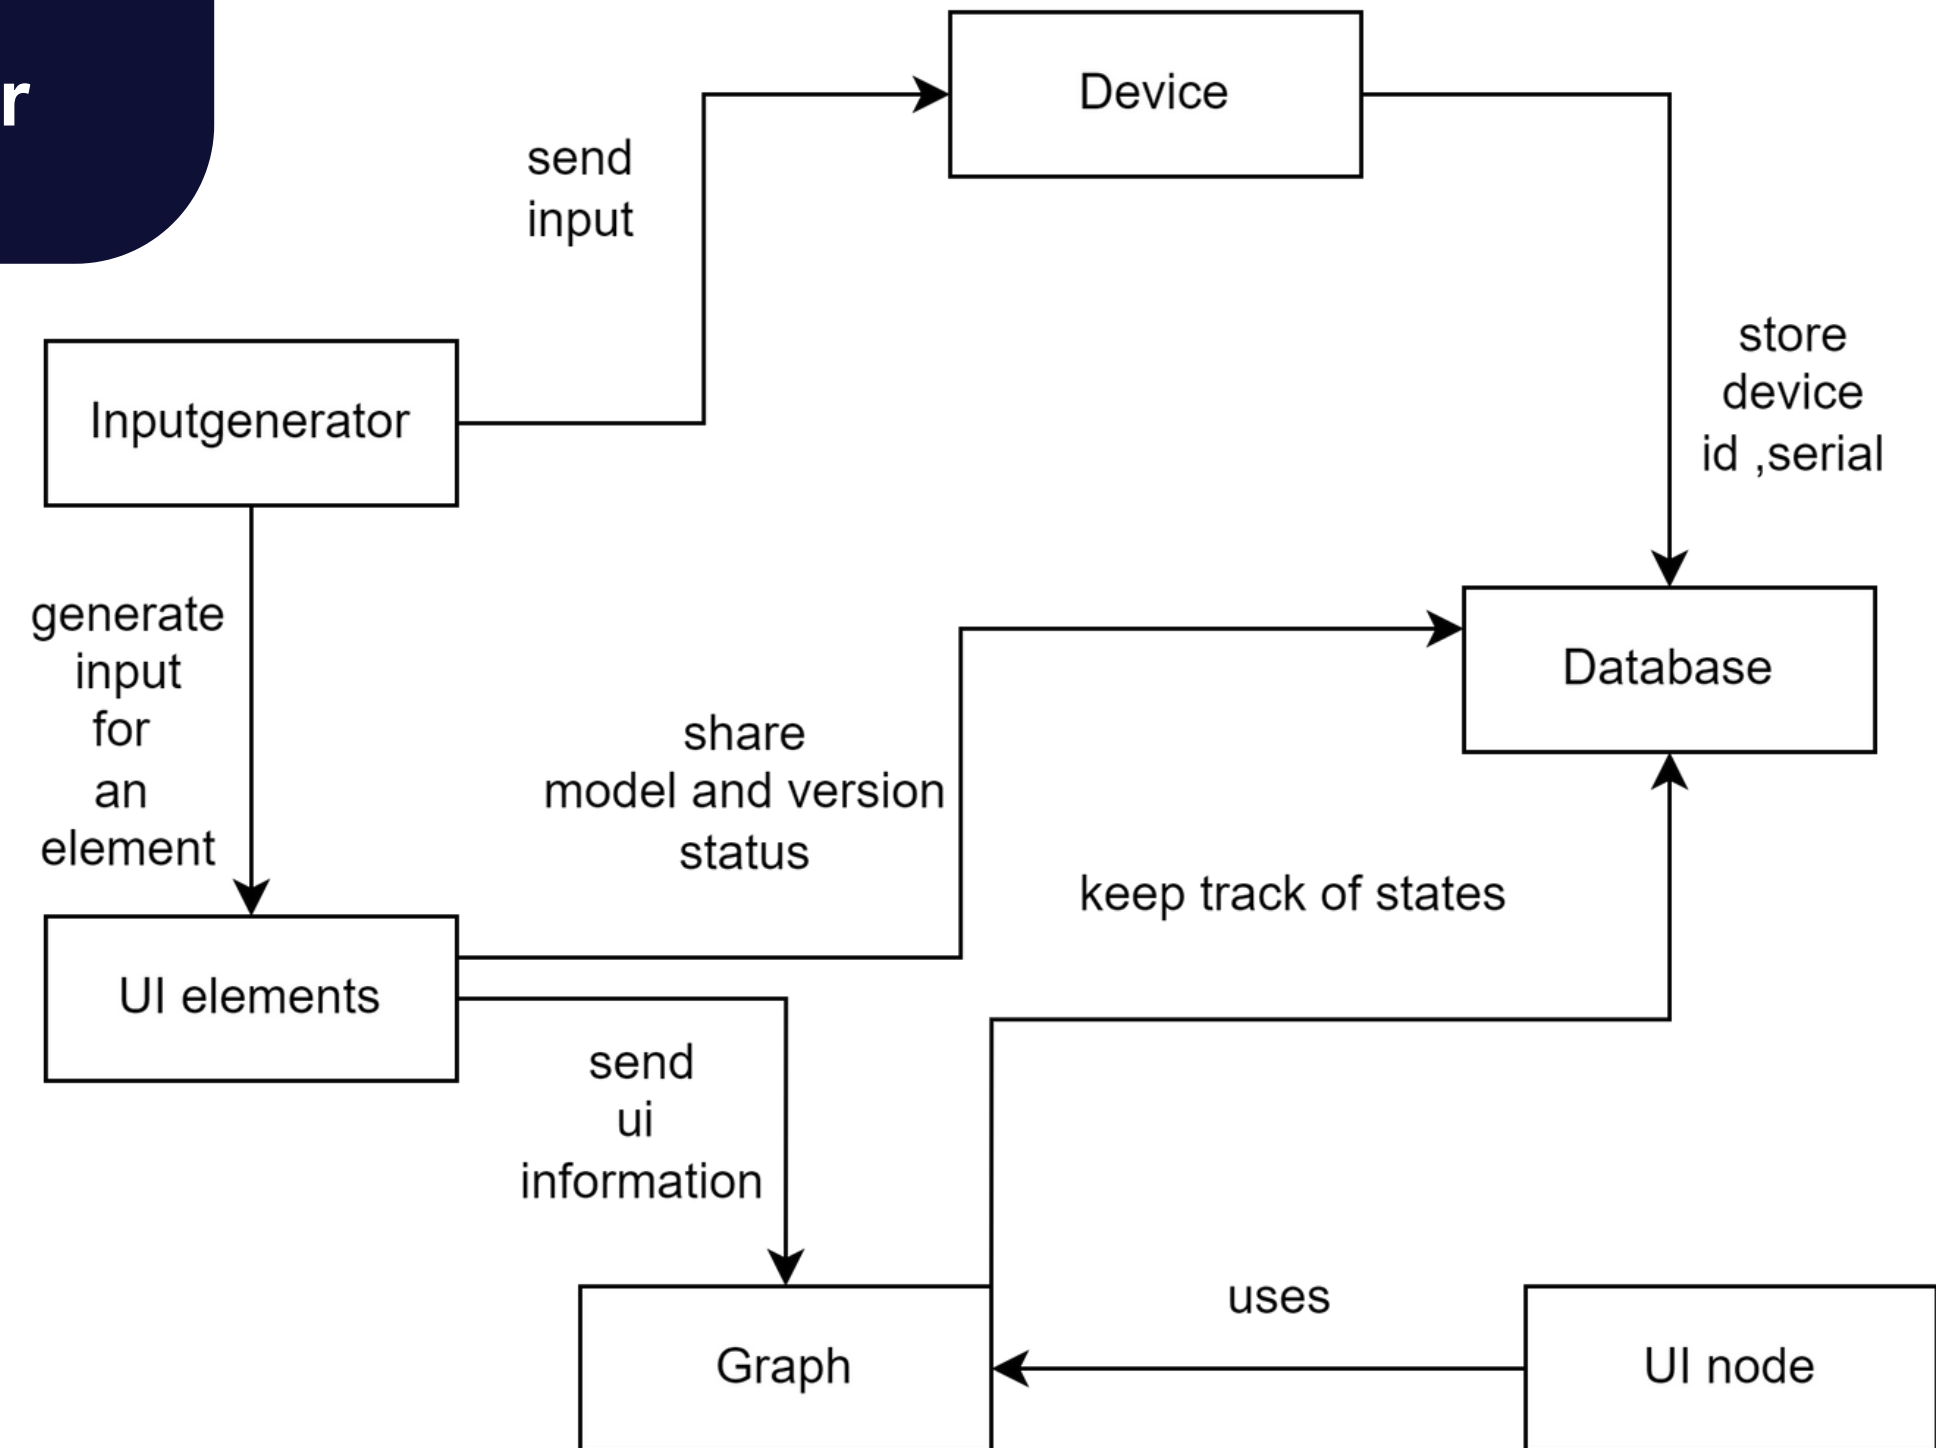 r
Device
send
input
store
device
id ,serial
Inputgenerator
generate
input
for
an
element
Database
share
model and version
status
keep track of states
UI elements
send
ui
information
uses
Graph
UI node